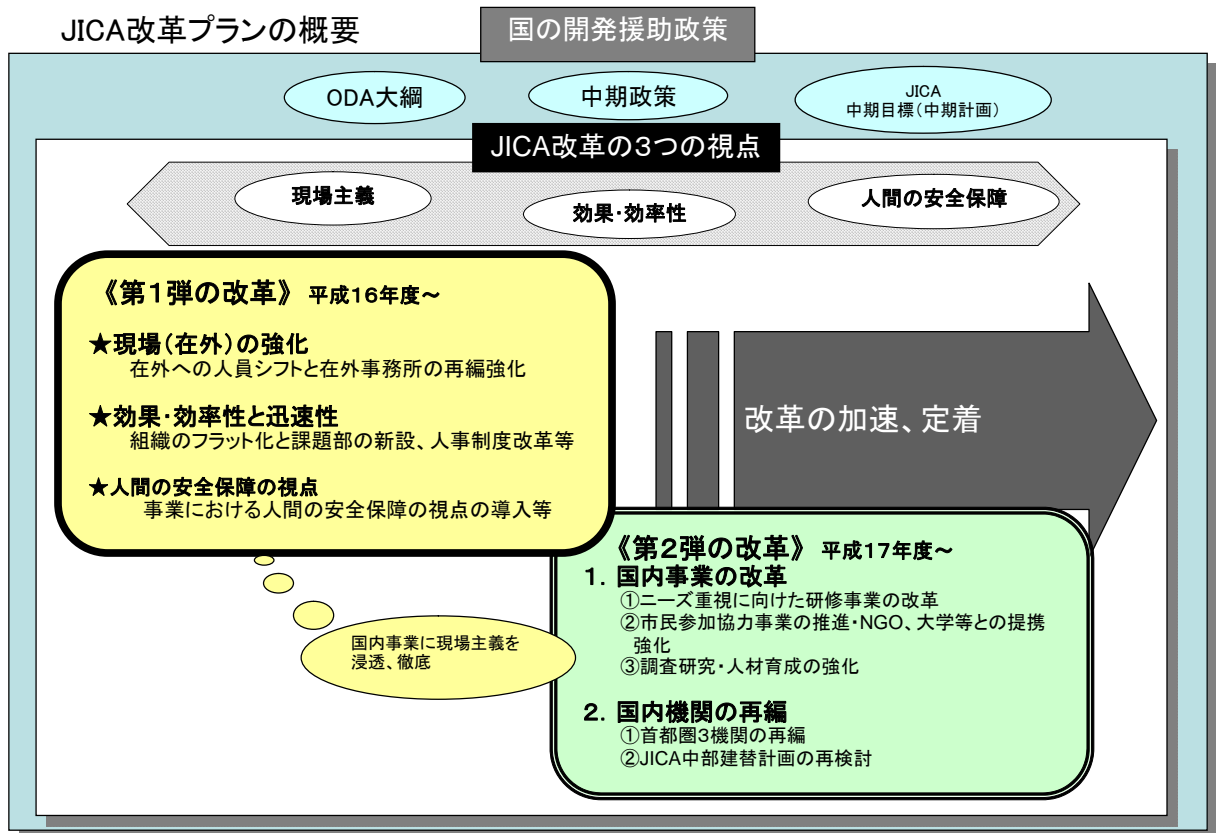 JICA改革プランの概要
国の開発援助政策
ODA大綱
中期政策
JICA
中期目標(中期計画)
JICA改革の3つの視点
現場主義
効果・効率性
人間の安全保障
《第1弾の改革》 平成16年度~
★現場(在外)の強化
在外への人員シフトと在外事務所の再編強化
★効果・効率性と迅速性
組織のフラット化と課題部の新設、人事制度改革等
★人間の安全保障の視点
事業における人間の安全保障の視点の導入等
改革の加速、定着
国内事業に現場主義を
浸透、徹底
《第2弾の改革》 平成17年度~
1. 国内事業の改革
①ニーズ重視に向けた研修事業の改革
②市民参加協力事業の推進・NGO、大学等との提携
強化
③調査研究・人材育成の強化
2. 国内機関の再編
①首都圏3機関の再編
②JICA中部建替計画の再検討